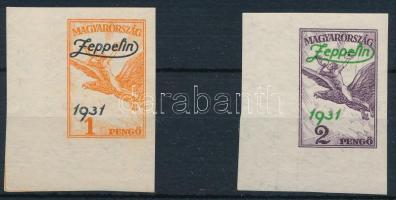 MAGYARORSZÁG
Zeppelin
1931
1
PENGŐ
MAGYARORSZÁG
Zeppelin
1931
2
PENGŐ
darabanth